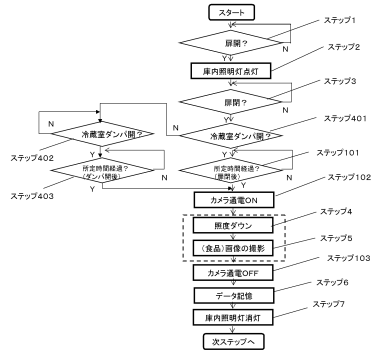 スタート
ステップ1
扉開?
N
Y
ステップ2
庫内照明灯点灯
ステップ3
扉閉?
N
Y
ステップ401
N
冷蔵室ダンパ開?
N
冷蔵室ダンパ開?
ステップ402
Y
Y
ステップ101
所定時間経過?
(ダンパ開後)
N
所定時間経過?
(扉閉後)
N
ステップ403
Y
Y
ステップ102
カメラ通電ON
ステップ4
照度ダウン
ステップ5
(食品)画像の撮影
ステップ103
カメラ通電OFF
ステップ6
データ記憶
ステップ7
庫内照明灯消灯
次ステップへ